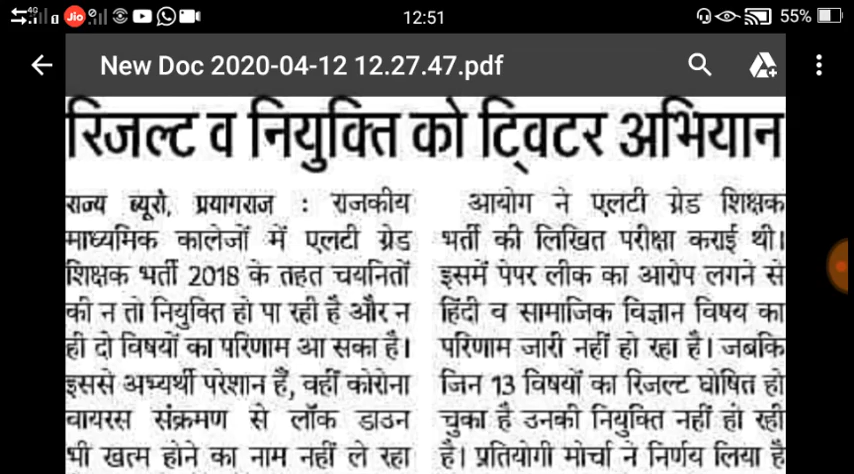 4G
Jio
12:51
55%
New Doc 2020-04-12 12.27.47.pdf
रिजल्ट व नियुक्ति को ट्विटर अभियान
राज्य ब्यूरो, प्रयागराज : राजकीय
माध्यमिक कालेजों में एलटी ग्रेड
शिक्षक भर्ती 2018 के तहत चयनितों
की न तो नियुक्ति हो पा रही है और न
ही दो विषयों का परिणाम आ सका है।
इससे अभ्यर्थी परेशान हैं, वहीं कोरोना
वायरस संक्रमण से लॉक डाउन
भी खत्म होने का नाम नहीं ले रहा
आयोग ने एलटी ग्रेड शिक्षक
भर्ती की लिखित परीक्षा कराई थी।
इसमें पेपर लीक का आरोप लगने से
हिंदी व सामाजिक विज्ञान विषय का
परिणाम जारी नहीं हो रहा है। जबकि
जिन 13 विषयों का रिजल्ट घोषित हो
चुका है उनकी नियुक्ति नहीं हो रही
है। प्रतियोगी मोर्चा ने निर्णय लिया है